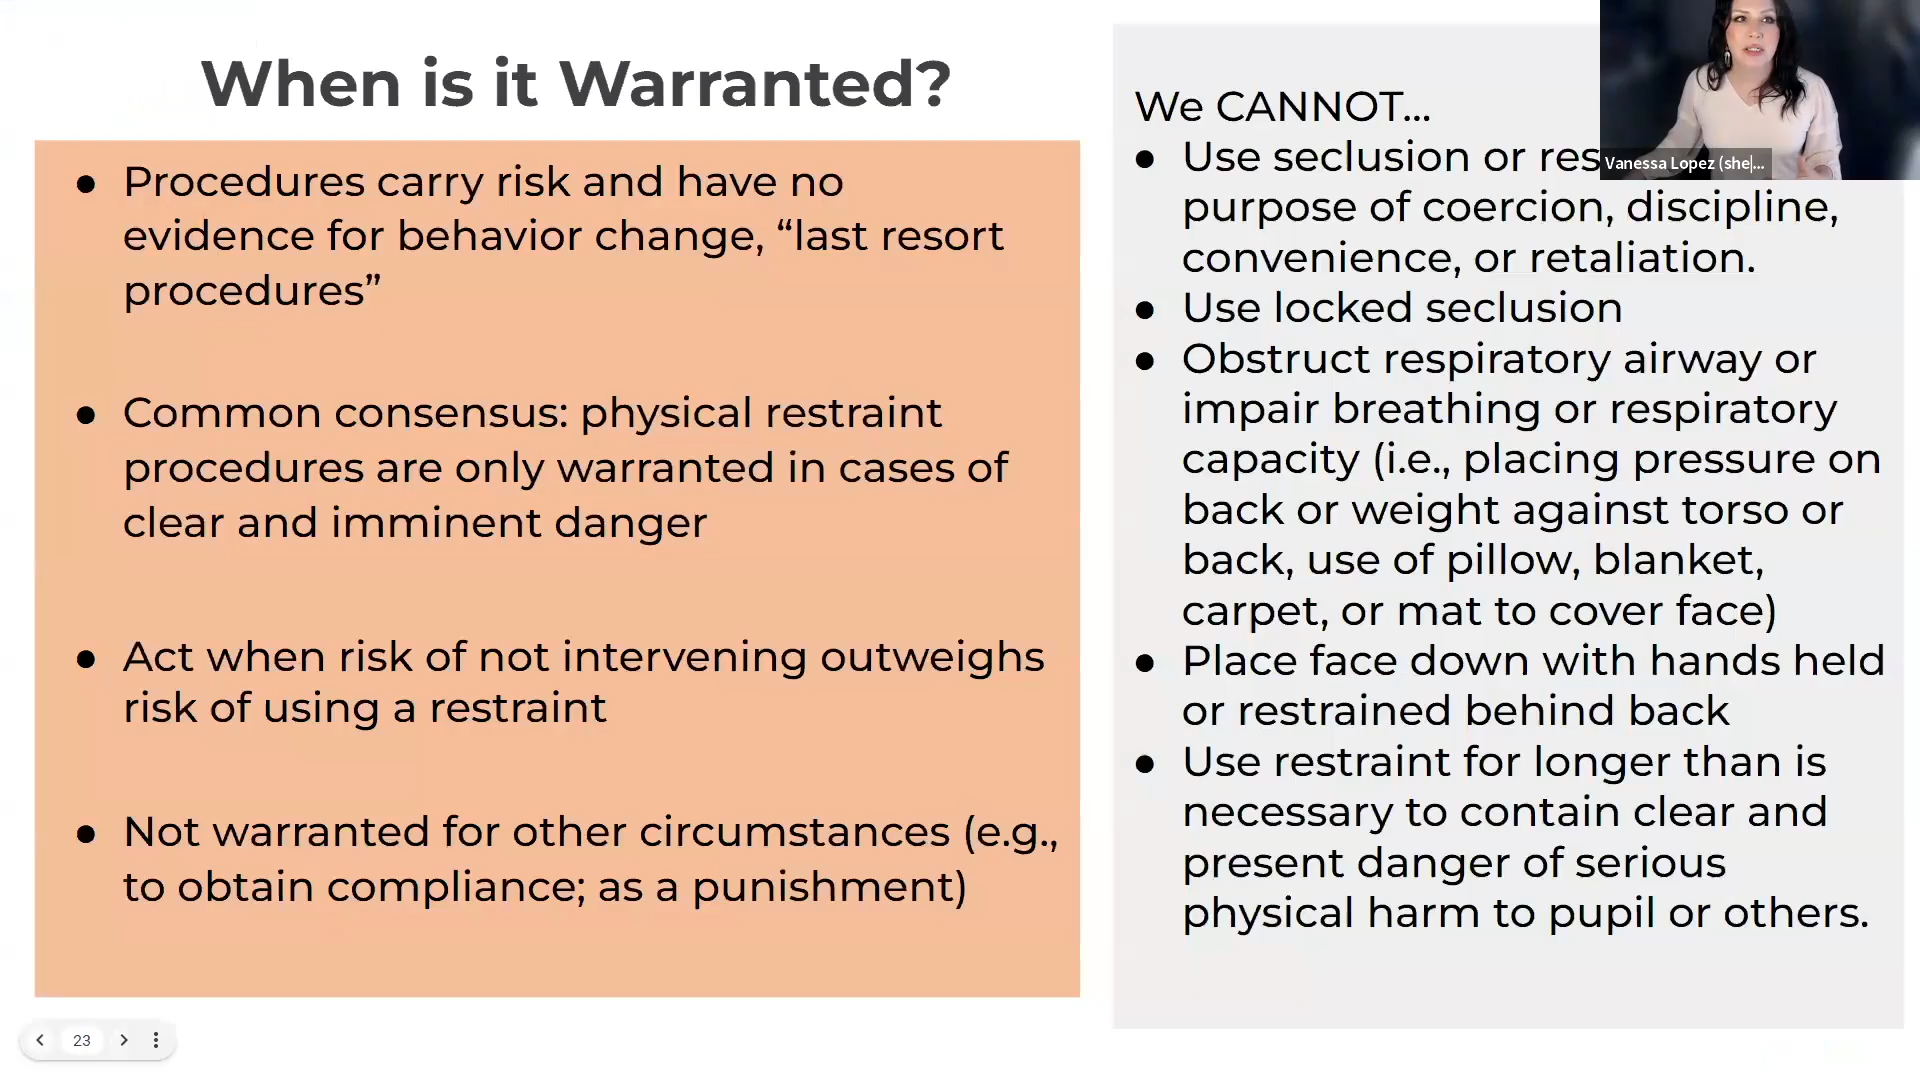 When is it Warranted?
● Procedures carry risk and have no
evidence for behavior change, “last resort
procedures”
● Common consensus: physical restraint
procedures are only warranted in cases of
clear and imminent danger
● Act when risk of not intervening outweighs
risk of using a restraint
● Not warranted for other circumstances (e.g.,
to obtain compliance; as a punishment)
We CANNOT...
● Use seclusion or res
purpose of coercion, discipline,
convenience, or retaliation.
● Use locked seclusion
● Obstruct respiratory airway or
impair breathing or respiratory
capacity (i.e., placing pressure on
back or weight against torso or
back, use of pillow, blanket,
carpet, or mat to cover face)
● Place face down with hands held
or restrained behind back
● Use restraint for longer than is
necessary to contain clear and
present danger of serious
physical harm to pupil or others.
Vanessa Lopez (she|...
23